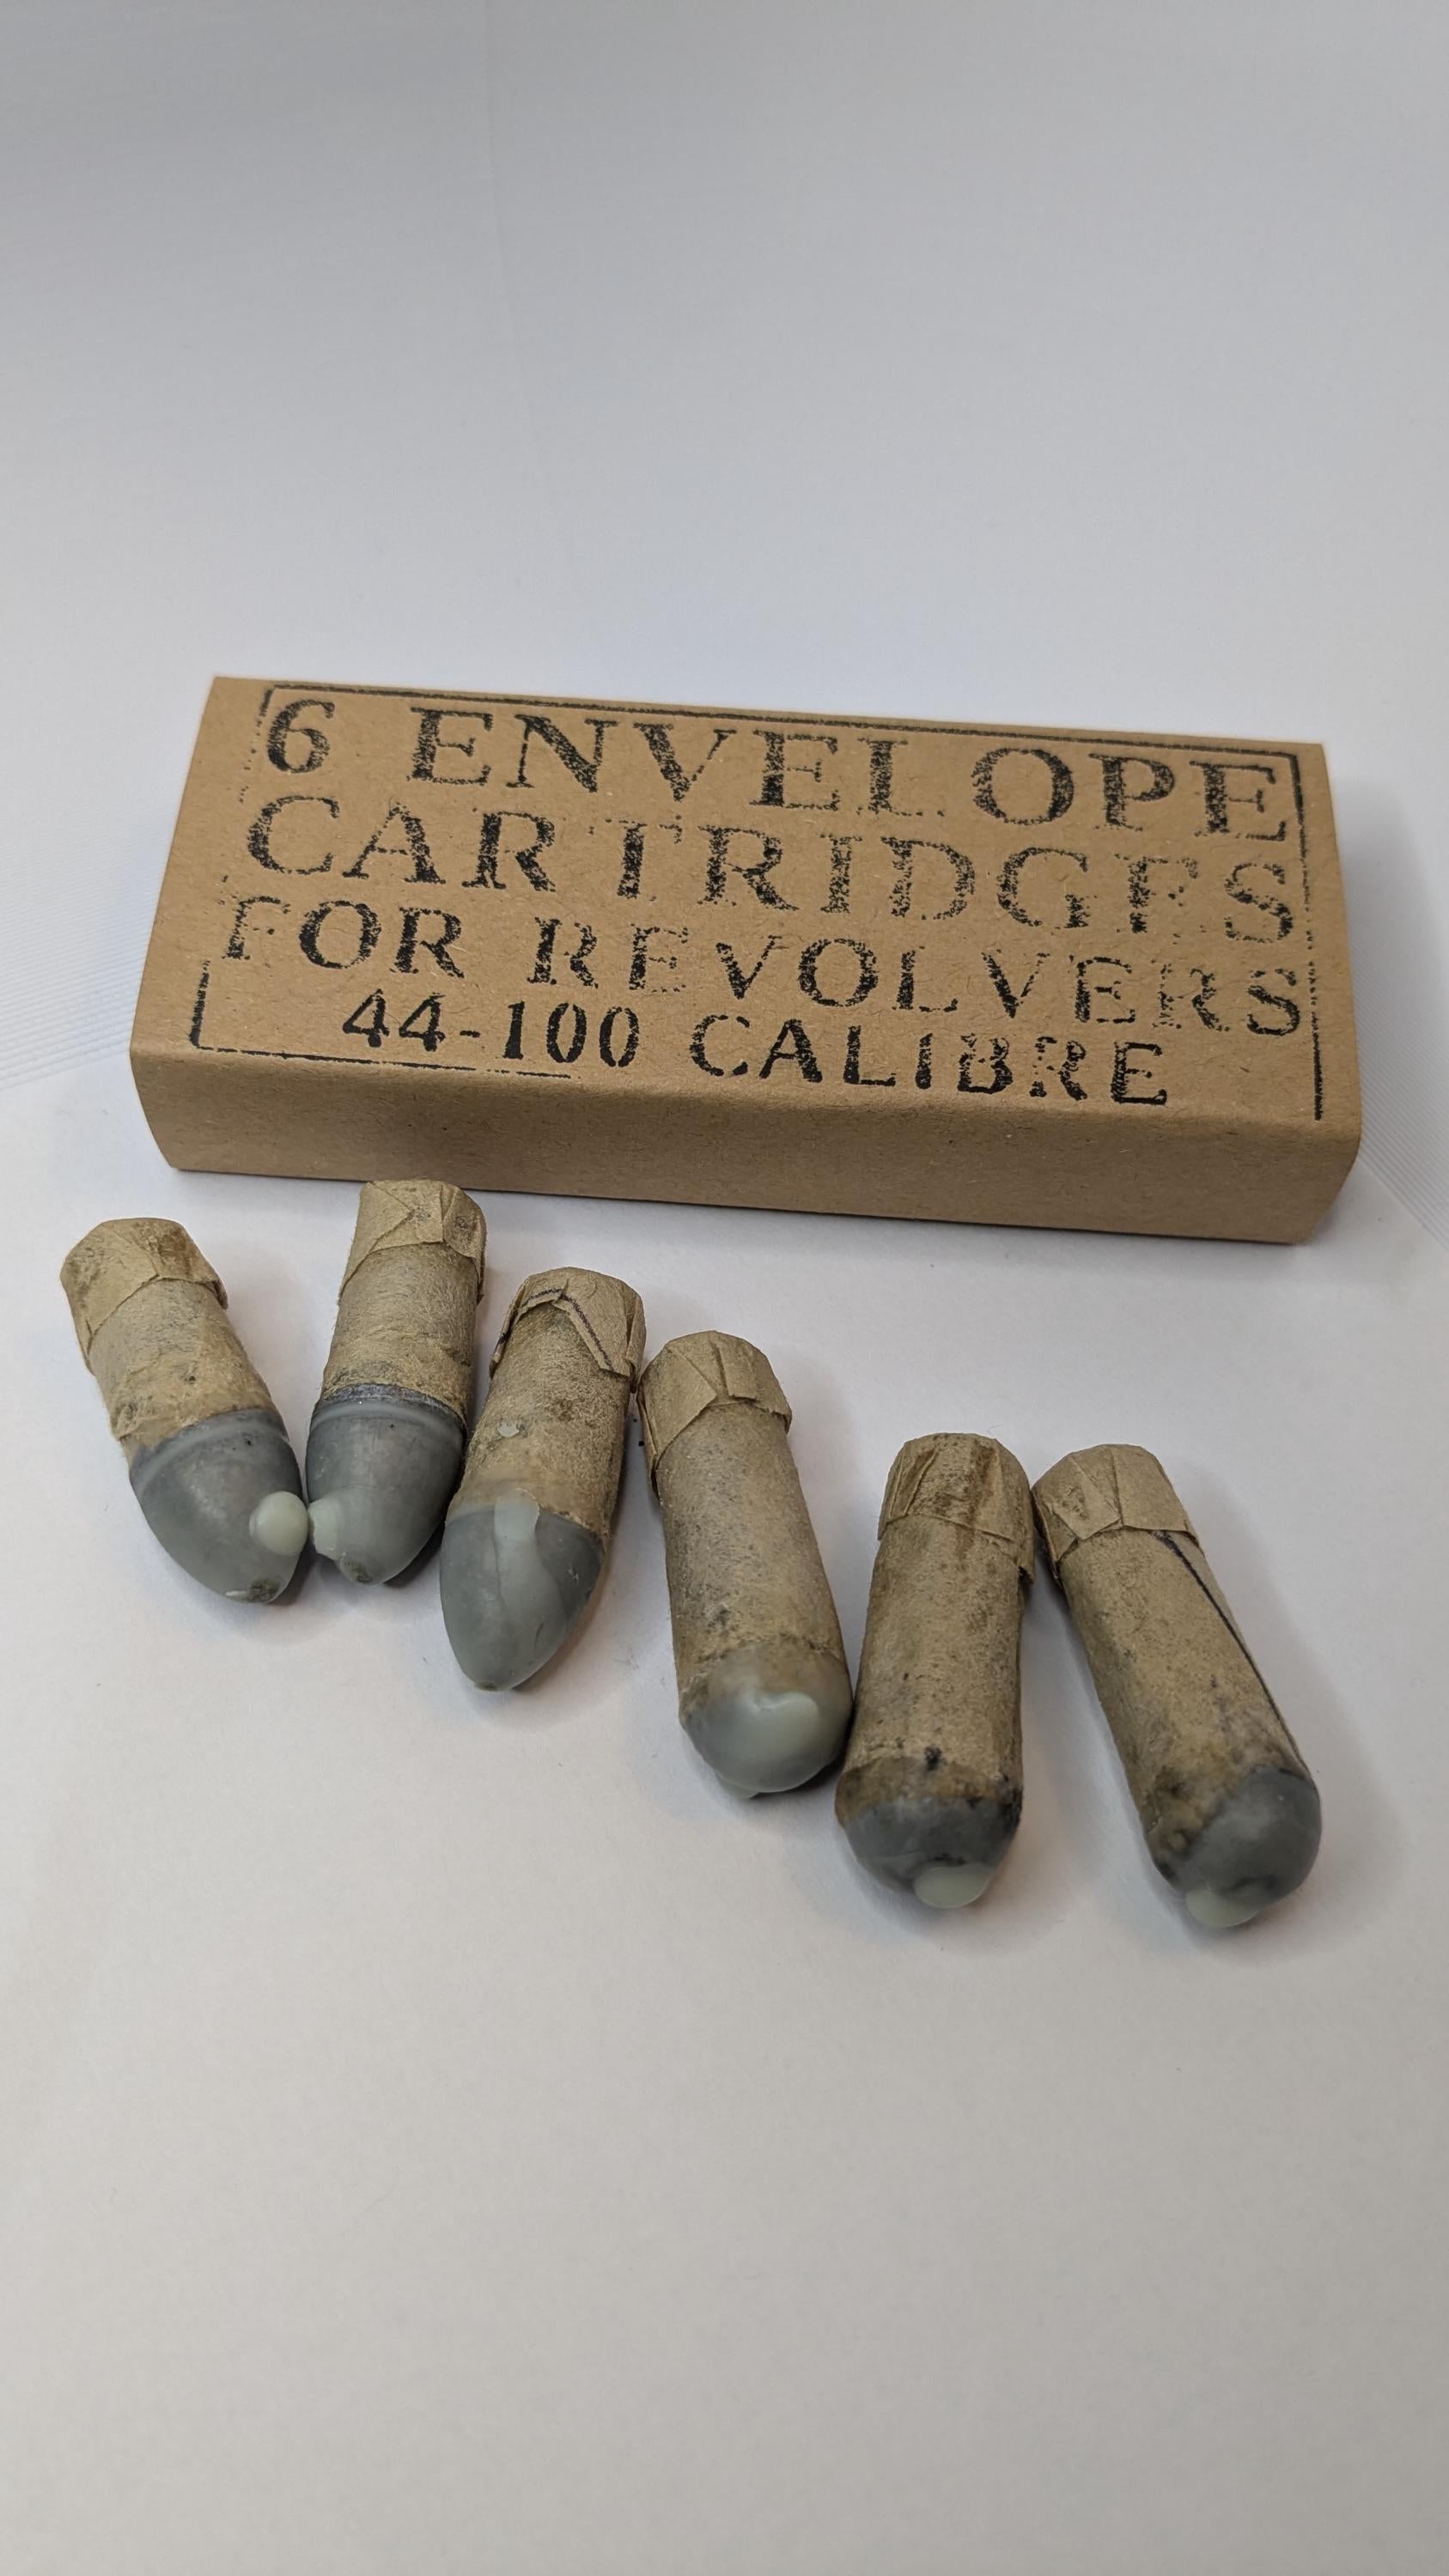 6 ENVELOPE
CARTRIDGES
FOR REVOLVERS
44-100 CALIBRE